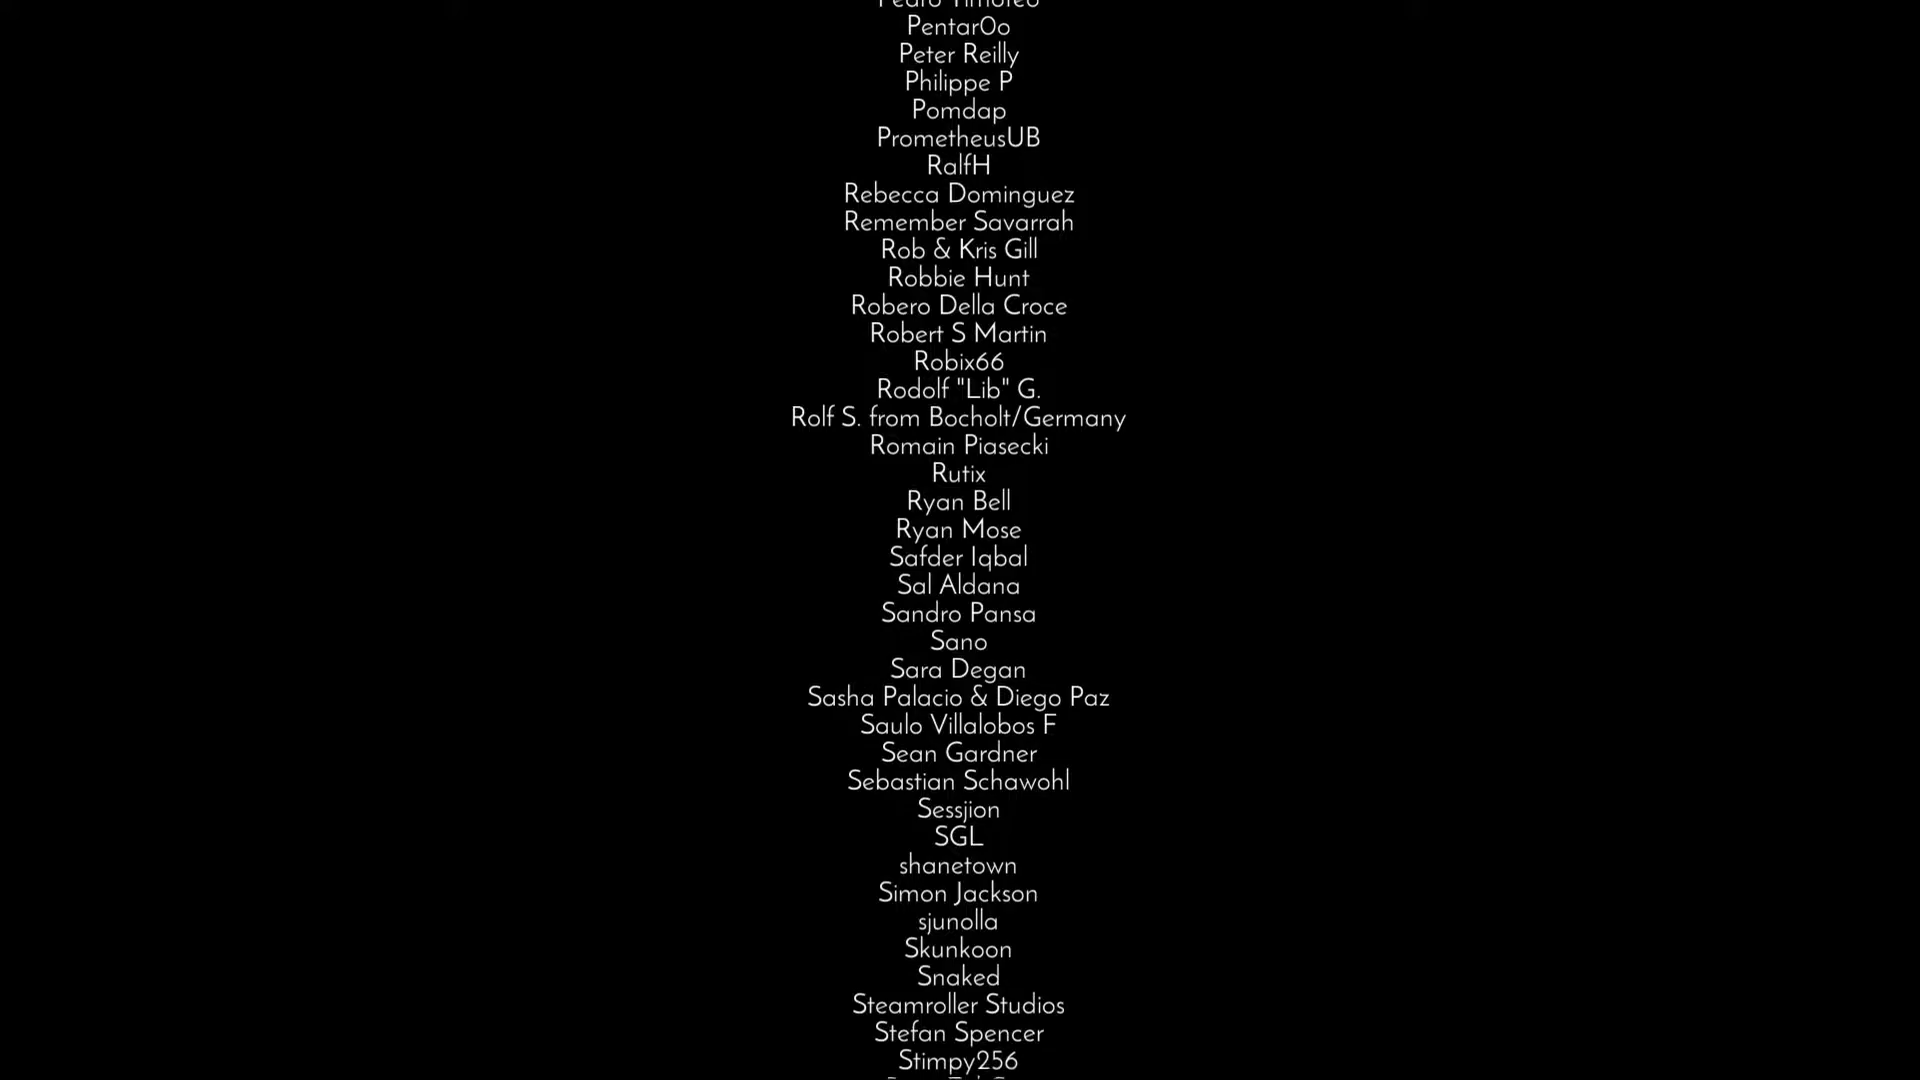 PentarOo
Peter Reilly
Philippe P
Pomdap
PrometheusUB
RalfH
Rebecca Dominguez
Remember Savarrah
Rob & Kris Gill
Robbie Hunt
Robero Della Croce
Robert S Martin
Robix66
Rodolf "Lib" G.
Rolf S. from Bocholt/Germany
Romain Piasecki
Rutix
Ryan Bell
Ryan Mose
Safder Iqbal
Sal Aldana
Sandro Pansa
Sano
Sara Degan
Sasha Palacio & Diego Paz
Saulo Villalobos F
Sean Gardner
Sebastian Schawohl
Sessjion
SGL
shanetown
Simon Jackson
sjunolla
Skunkoon
Snaked
Steamroller Studios
Stefan Spencer
Stimpy256